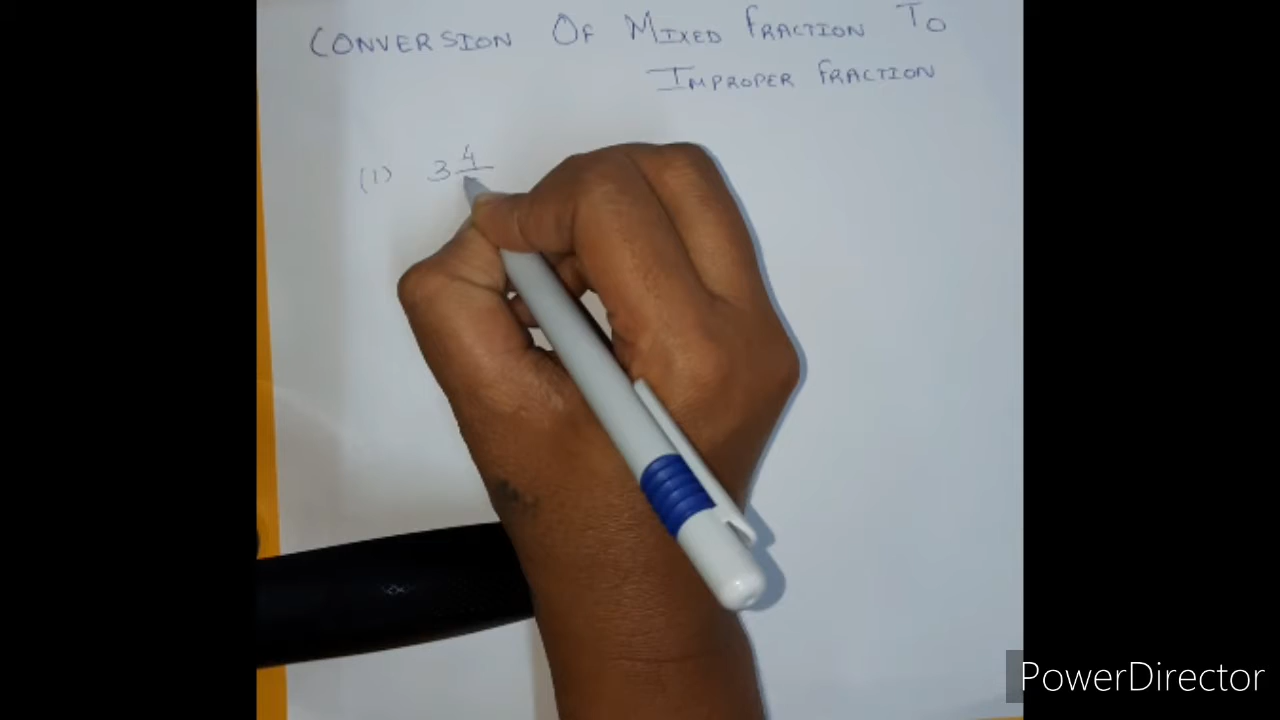 CONVERSION OF MIXED FRACTION TO
IMPROPER FRACTION
(1) 3 4
PowerDirector